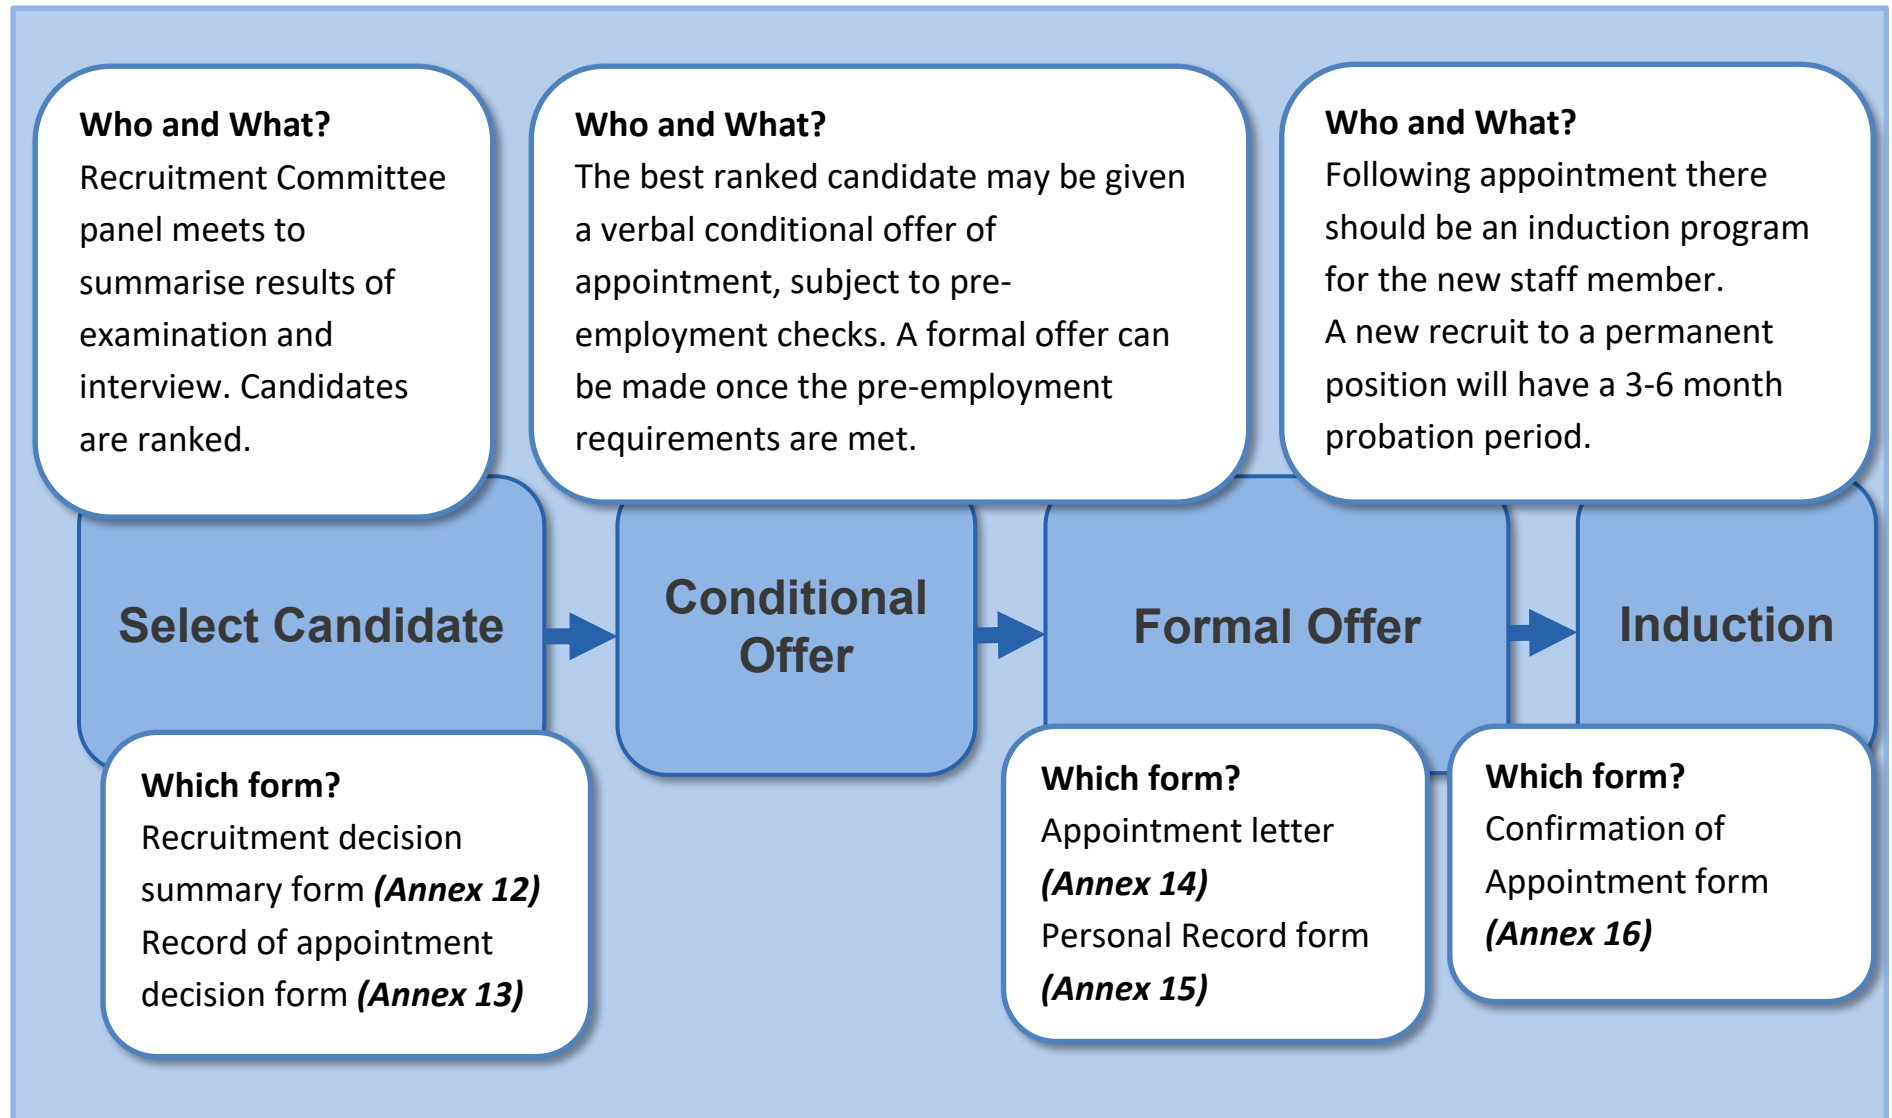 Who and What?
Recruitment Committee
panel meets to
summarise results of
examination and
interview. Candidates
are ranked.
Who and What?
The best ranked candidate may be given
a verbal conditional offer of
appointment, subject to pre-
employment checks. A formal offer can
be made once the pre-employment
requirements are met.
Who and What?
Following appointment there
should be an induction program
for the new staff member.
A new recruit to a permanent
position will have a 3-6 month
probation period.
Select Candidate
Conditional
Offer
Formal Offer
Induction
Which form?
Recruitment decision
summary form (Annex 12)
Record of appointment
decision form (Annex 13)
Which form?
Appointment letter
(Annex 14)
Personal Record form
(Annex 15)
Which form?
Confirmation of
Appointment form
(Annex 16)